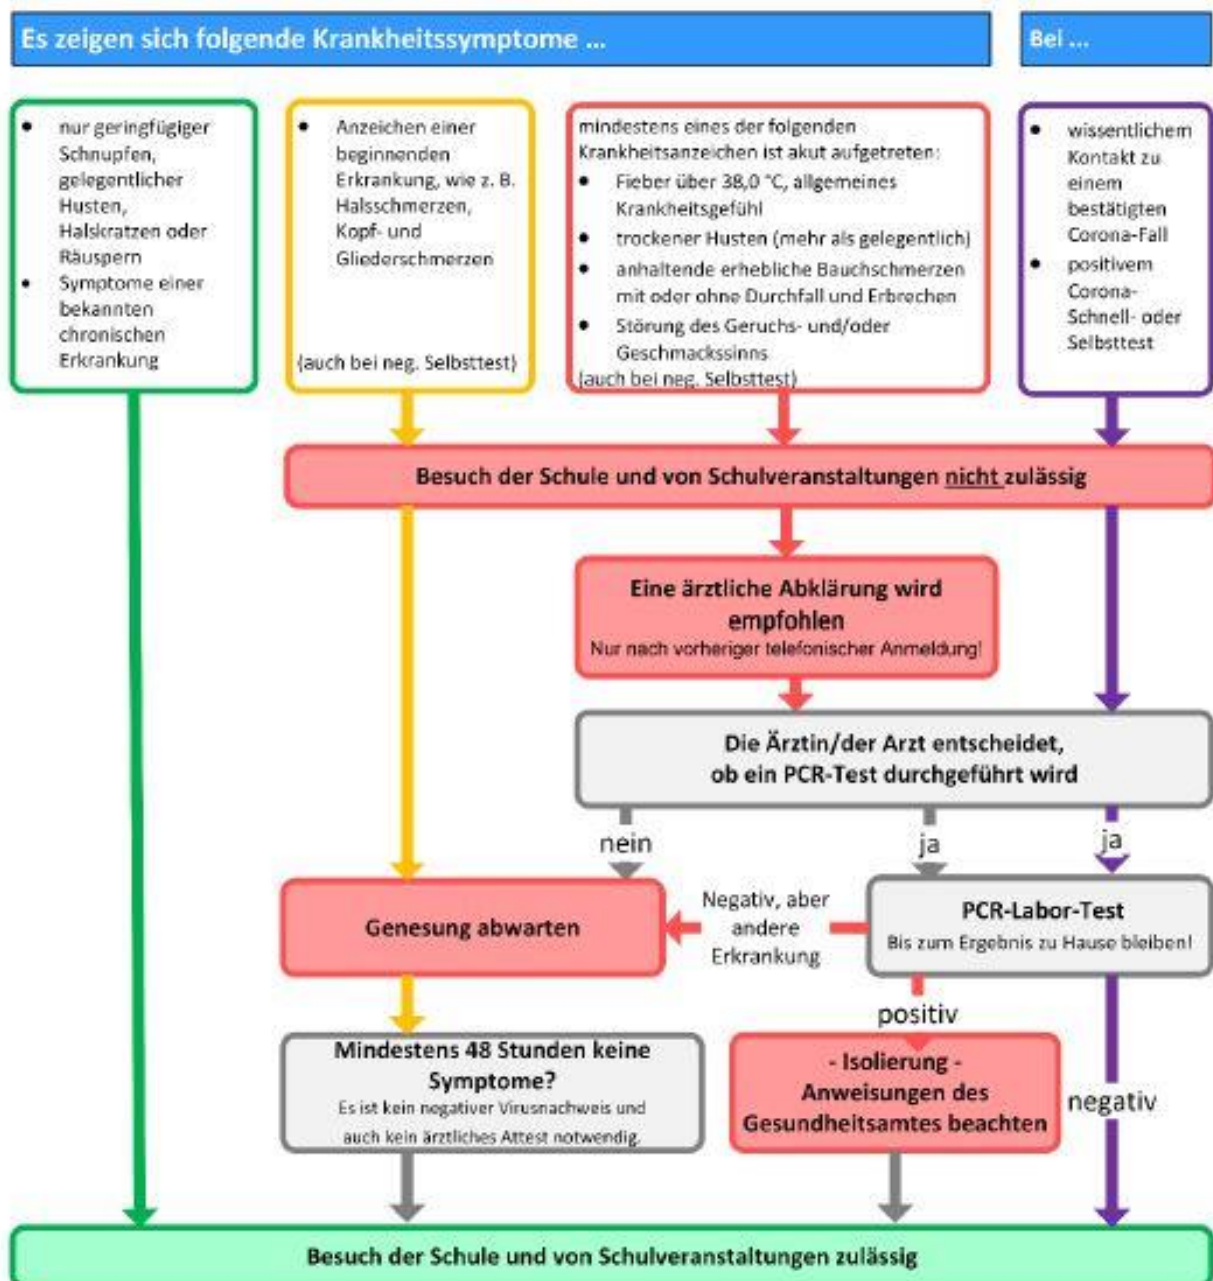 Es zeigen sich folgende Krankheitssymptome ...
Bei ...
• nur geringfügiger
Schnupfen,
gelegentlicher
Husten,
Halskratzen oder
Räuspern
• Symptome einer
bekannten
chronischen
Erkrankung
• Anzeichen einer
beginnenden
Erkrankung, wie z. B.
Halsschmerzen,
Kopf- und
Gliederschmerzen
(auch bei neg. Selbsttest)
mindestens eines der folgenden
Krankheitsanzeichen ist akut aufgetreten:
• Fieber über 38,0 °C, allgemeines
Krankheitsgefühl
• trockener Husten (mehr als gelegentlich)
• anhaltende erhebliche Bauchschmerzen
mit oder ohne Durchfall und Erbrechen
• Störung des Geruchs- und/oder
Geschmackssinns
(auch bei neg. Selbsttest)
• wissentlichem
Kontakt zu
einem
bestätigten
Corona-Fall
• positivem
Corona-
Schnell- oder
Selbsttest
Besuch der Schule und von Schulveranstaltungen nicht zulässig
Eine ärztliche Abklärung wird
empfohlen
Nur nach vorheriger telefonischer Anmeldung!
Die Ärztin/der Arzt entscheidet,
ob ein PCR-Test durchgeführt wird
nein
ja
ja
Genesung abwarten
Negativ, aber
andere
Erkrankung
PCR-Labor-Test
Bis zum Ergebnis zu Hause bleiben!
positiv
Mindestens 48 Stunden keine
Symptome?
Es ist kein negativer Virusnachweis und
auch kein ärztliches Attest notwendig.
- Isolierung -
Anweisungen des
Gesundheitsamtes beachten
negativ
Besuch der Schule und von Schulveranstaltungen zulässig